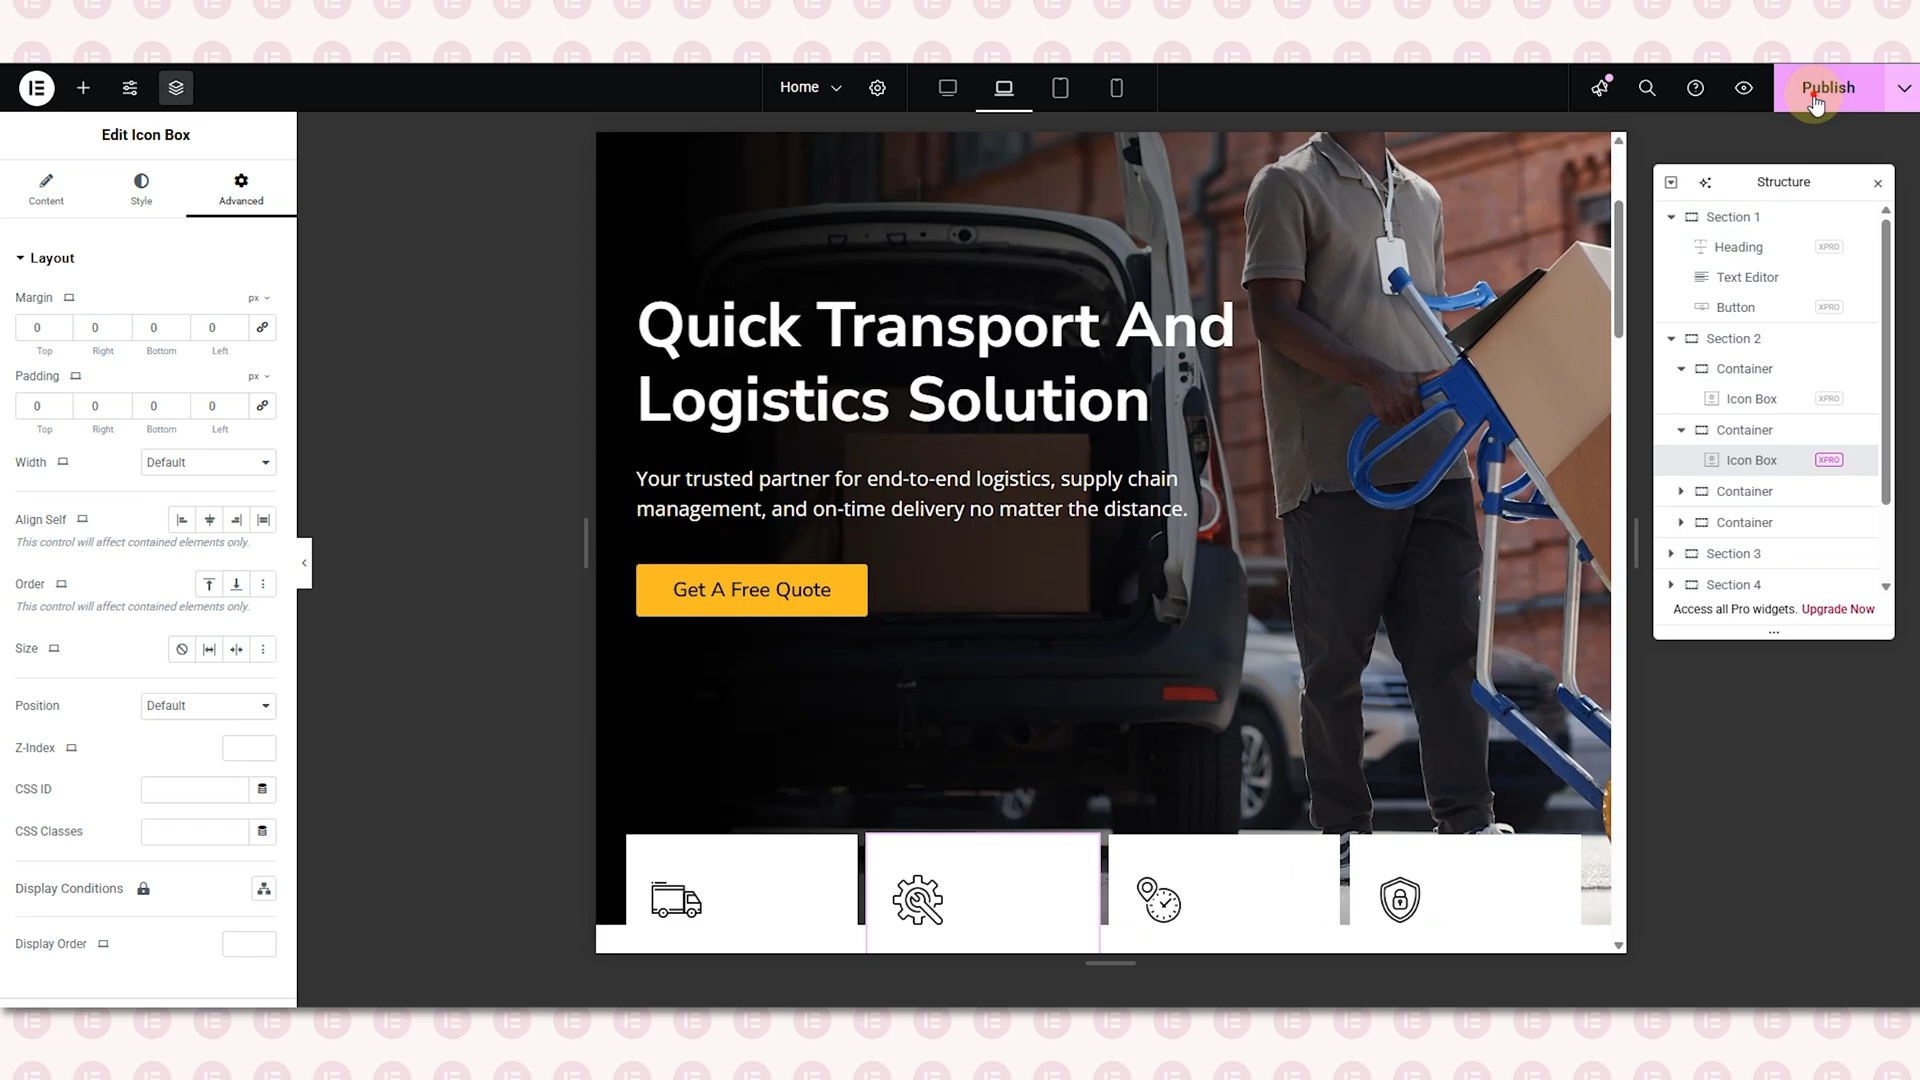 Home
Publish
Edit Icon Box
Content
Style
Advanced
Layout
Margin
px
0
0
0
0
Top
Right
Bottom
Left
Padding
px
0
0
0
0
Top
Right
Bottom
Left
Width
Default
Align Self
This control will affect contained elements only.
Order
This control will affect contained elements only.
Size
Position
Default
Z-Index
CSS ID
CSS Classes
Display Conditions
Display Order
Quick Transport And
Logistics Solution
Your trusted partner for end-to-end logistics, supply chain
management, and on-time delivery no matter the distance.
Get A Free Quote
Structure
Section 1
Heading XPRO
Text Editor
Button XPRO
Section 2
Container
Icon Box XPRO
Container
Icon Box XPRO
Container
Container
Section 3
Section 4
Access all Pro widgets. Upgrade Now